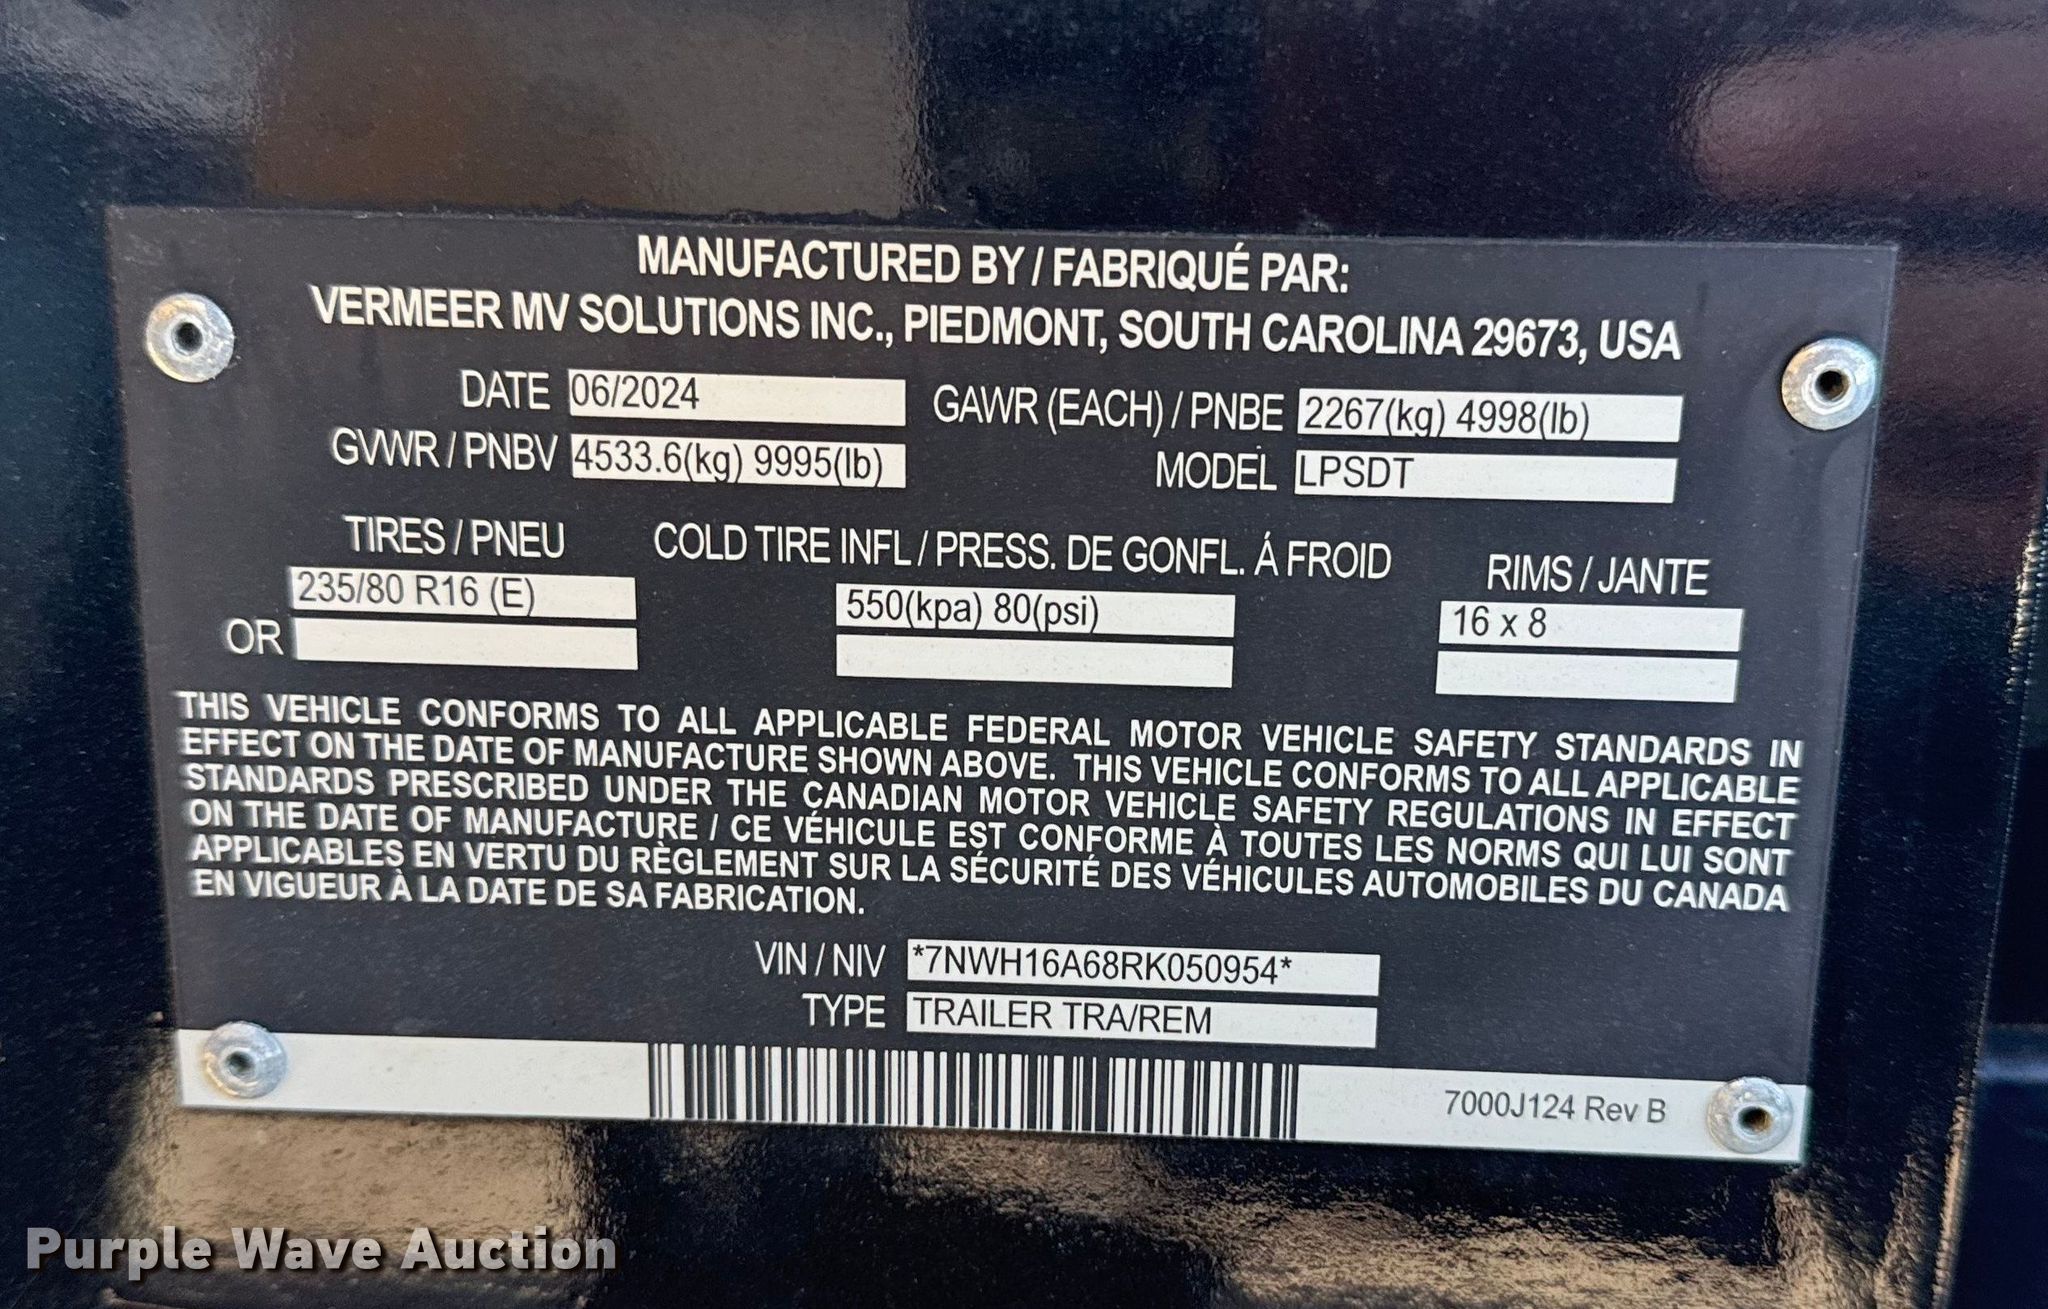 MANUFACTURED BY / FABRIQUÉ PAR:
VERMEER MV SOLUTIONS INC., PIEDMONT, SOUTH CAROLINA 29673, USA
DATE 06/2024 GAWR (EACH) / PNBE 2267(kg) 4998(lb)
GVWR / PNBV 4533.6(kg) 9995(lb) MODEL LPSDT
TIRES / PNEU COLD TIRE INFL / PRESS. DE GONFL. Á FROID RIMS / JANTE
235/80 R16 (E) 550(kpa) 80(psi) 16 x 8
OR
THIS VEHICLE CONFORMS TO ALL APPLICABLE FEDERAL MOTOR VEHICLE SAFETY STANDARDS IN
EFFECT ON THE DATE OF MANUFACTURE SHOWN ABOVE. THIS VEHICLE CONFORMS TO ALL APPLICABLE
STANDARDS PRESCRIBED UNDER THE CANADIAN MOTOR VEHICLE SAFETY REGULATIONS IN EFFECT
ON THE DATE OF MANUFACTURE / CE VÉHICULE EST CONFORME À TOUTES LES NORMS QUI LUI SONT
APPLICABLES EN VERTU DU RÈGLEMENT SUR LA SÉCURITÉ DES VÉHICULES AUTOMOBILES DU CANADA
EN VIGUEUR À LA DATE DE SA FABRICATION.
VIN / NIV *7NWH16A68RK050954*
TYPE TRAILER TRA/REM
7000J124 Rev B
Purple Wave Auction